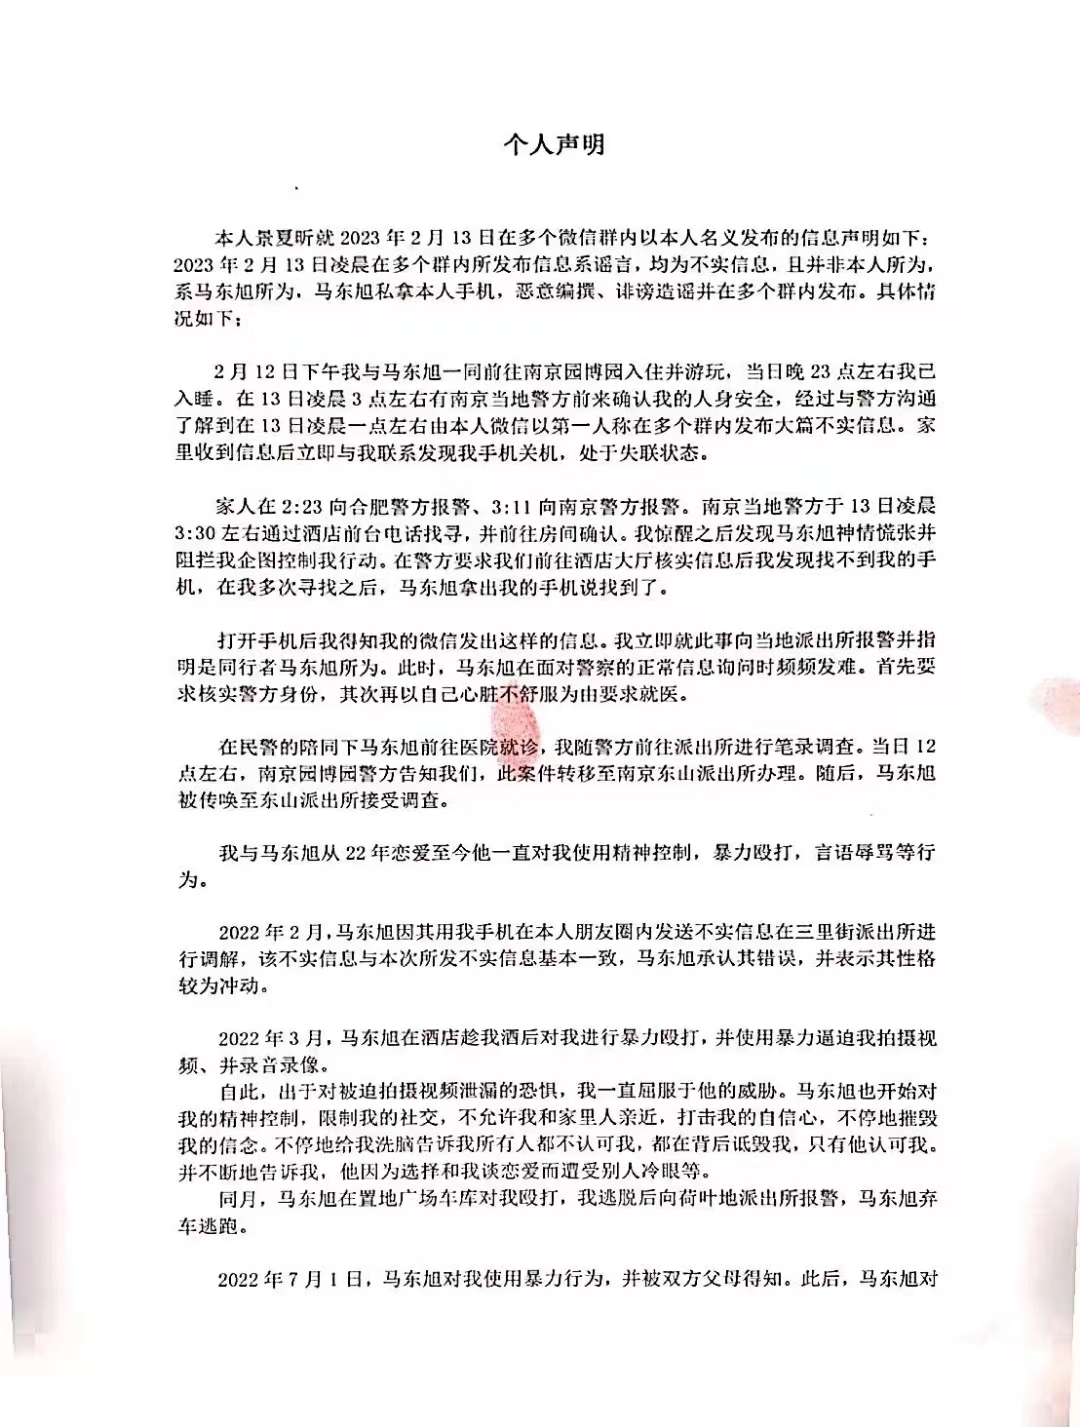 个人声明
本人景夏昕就 2023 年 2 月 13 日在多个微信群内以本人名义发布的信息声明如下：
2023 年 2 月 13 日凌晨在多个群内所发布信息系谣言，均为不实信息，且并非本人所为，
系马东旭所为，马东旭私拿本人手机，恶意编撰、诽谤造谣并在多个群内发布。具体情
况如下；
2 月 12 日下午我与马东旭一同前往南京园博园入住并游玩，当日晚 23 点左右我已
入睡。在 13 日凌晨 3 点左右有南京当地警方前来确认我的人身安全，经过与警方沟通
了解到在 13 日凌晨一点左右由本人微信以第一人称在多个群内发布大篇不实信息。家
里收到信息后立即与我联系发现我手机关机，处于失联状态。
家人在 2:23 向合肥警方报警、3:11 向南京警方报警。南京当地警方于 13 日凌晨
3:30 左右通过酒店前台电话找寻，并前往房间确认。我惊醒之后发现马东旭神情慌张并
阻拦我企图控制我行动。在警方要求我们前往酒店大厅核实信息后我发现找不到我的手
机，在我多次寻找之后，马东旭拿出我的手机说找到了。
打开手机后我得知我的微信发出这样的信息。我立即就此事向当地派出所报警并指
明是同行者马东旭所为。此时，马东旭在面对警察的正常信息询问时频频发难。首先要
求核实警方身份，其次再以自己心脏不舒服为由要求就医。
在民警的陪同下马东旭前往医院就诊，我随警方前往派出所进行笔录调查。当日 12
点左右，南京园博园警方告知我们，此案件转移至南京东山派出所办理。随后，马东旭
被传唤至东山派出所接受调查。
我与马东旭从 22 年恋爱至今他一直对我使用精神控制，暴力殴打，言语辱骂等行
为。
2022 年 2 月，马东旭因其用我手机在本人朋友圈内发送不实信息在三里街派出所进
行调解，该不实信息与本次所发不实信息基本一致，马东旭承认其错误，并表示其性格
较为冲动。
2022 年 3 月，马东旭在酒店趁我酒后对我进行暴力殴打，并使用暴力逼迫我拍摄视
频、并录音录像。
自此，出于对被迫拍摄视频泄漏的恐惧，我一直屈服于他的威胁。马东旭也开始对
我的精神控制，限制我的社交，不允许我和家里人亲近，打击我的自信心，不停地摧毁
我的信念。不停地给我洗脑告诉我所有人都不认可我，都在背后诋毁我，只有他认可我。
并不断地告诉我，他因为选择和我谈恋爱而遭受别人冷眼等。
同月，马东旭在置地广场车库对我殴打，我逃脱后向荷叶地派出所报警，马东旭弃
车逃跑。
2022 年 7 月 1 日，马东旭对我使用暴力行为，并被双方父母得知。此后，马东旭对